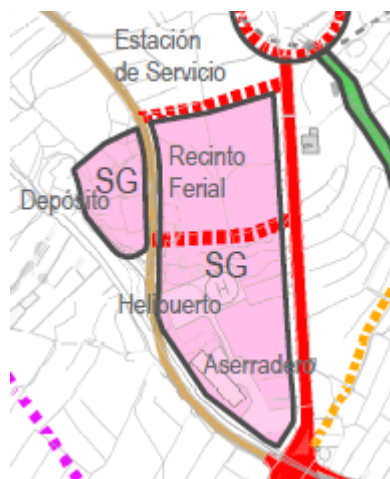 Estación
de Servicio
Recinto
Ferial
SG
Depósito
SG
Helipuerto
H
Aserradero